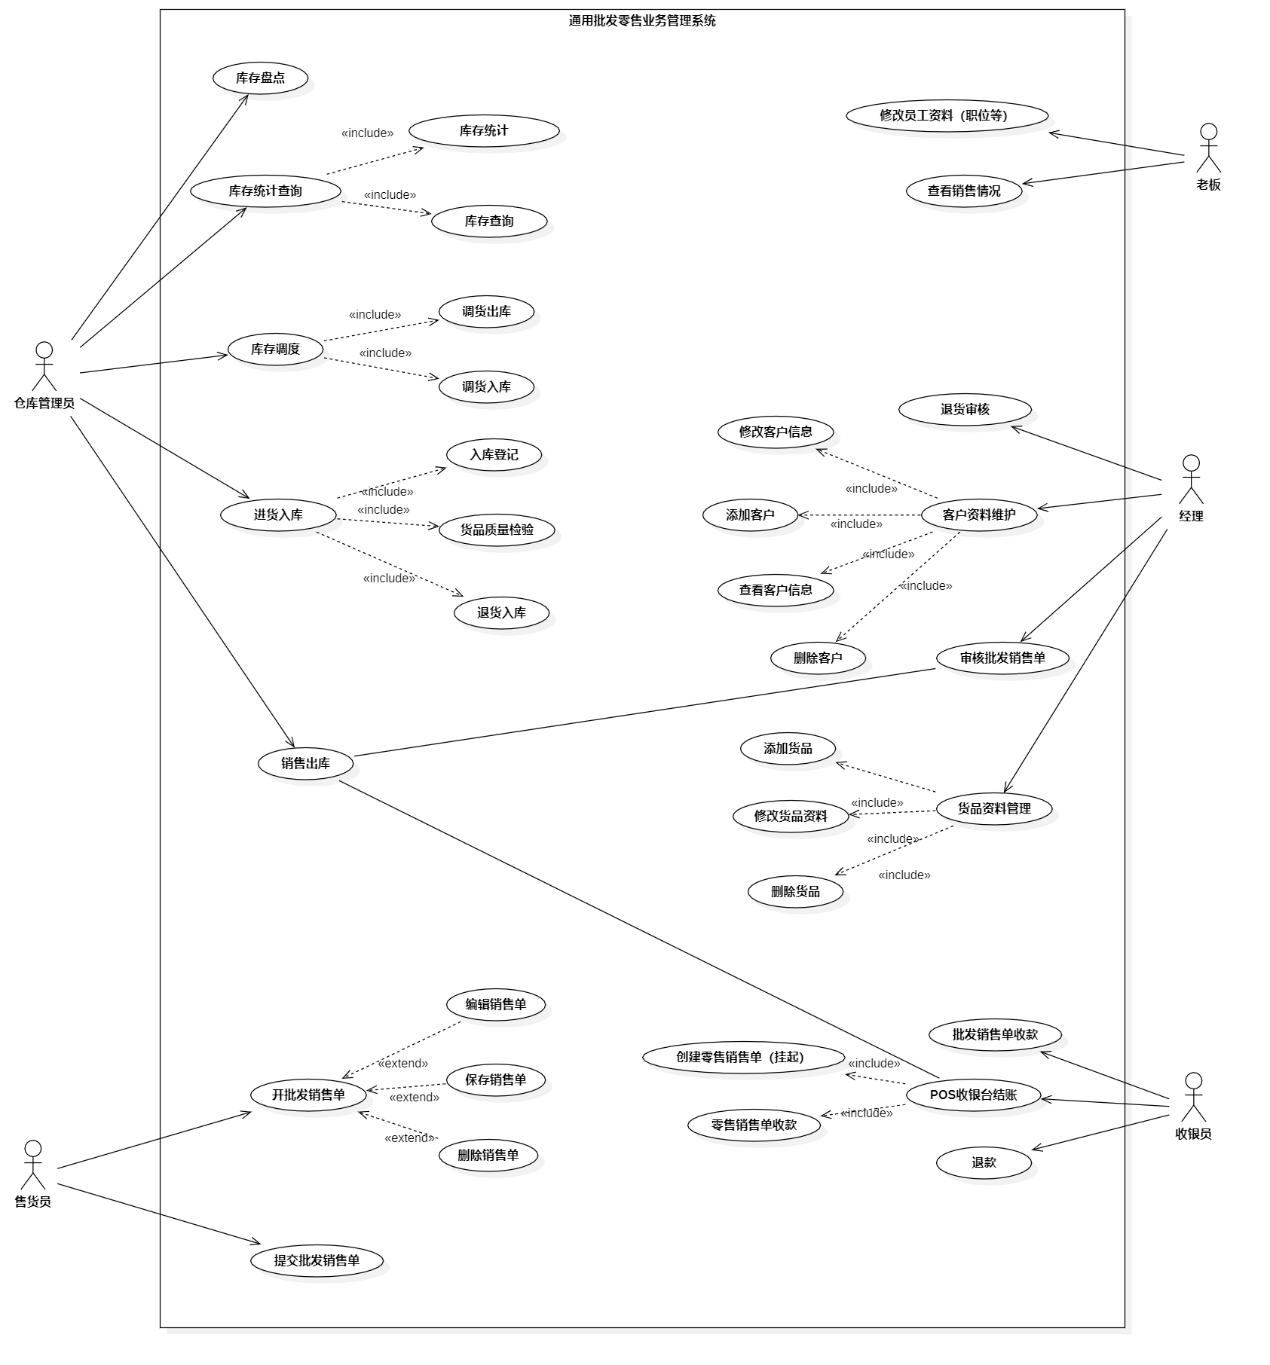 通用批发零售业务管理系统
库存盘点
修改员工资料（职位等）
«include»
库存统计
老板
库存统计查询
«include»
查看销售情况
库存查询
«include»
调货出库
库存调度
«include»
调货入库
仓库管理员
退货审核
修改客户信息
入库登记
经理
«include»
«include»
进货入库
«include»
货品质量检验
添加客户
«include»
客户资料维护
«include»
«include»
退货入库
查看客户信息
«include»
删除客户
审核批发销售单
添加货品
销售出库
«include»
货品资料管理
修改货品资料
«include»
«include»
删除货品
编辑销售单
批发销售单收款
«extend»
创建零售销售单（挂起）
«include»
保存销售单
开批发销售单
«extend»
POS收银台结账
«include»
零售销售单收款
收银员
«extend»
删除销售单
退款
售货员
提交批发销售单